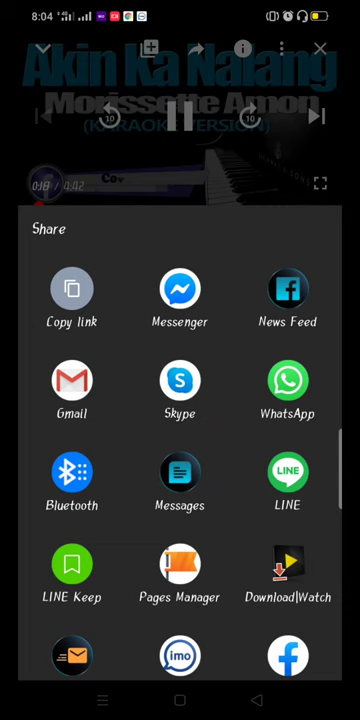 8:04
Akin Ka Nalang
Morissette Amon
(KARAOKE VERSION)
10
10
Cov
0:18 / 4:42
Share
Copy link
Messenger
News Feed
Gmail
Skype
WhatsApp
Bluetooth
Messages
LINE
LINE Keep
Pages Manager
Download|Watch
imo